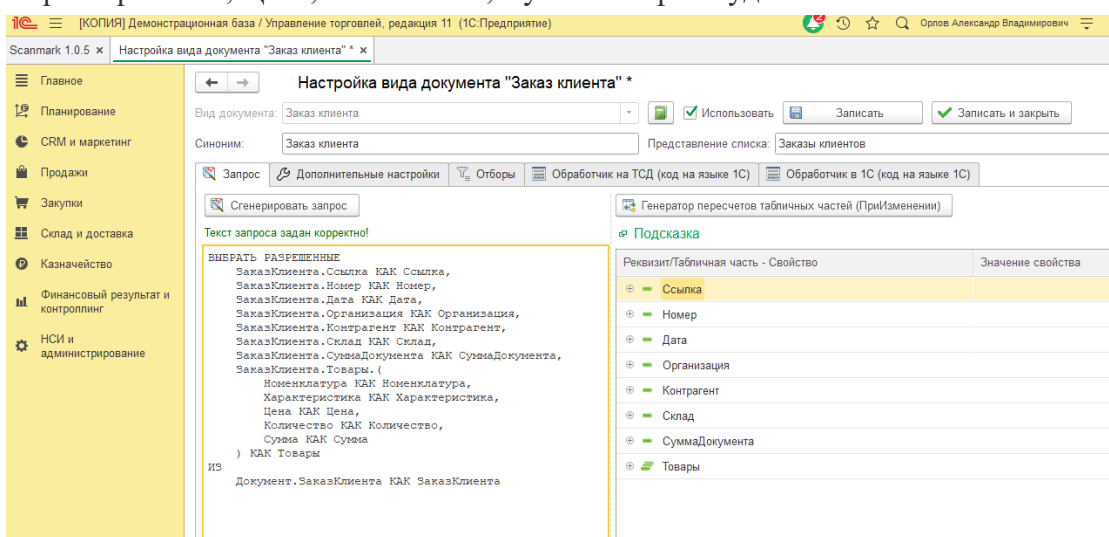 [КОПИЯ] Демонстрационная база / Управление торговлей, редакция 11 (1С:Предприятие)
Орлов Александр Владимирович
Scanmark 1.0.5 ×
Настройка вида документа "Заказ клиента" * ×
Главное
Планирование
CRM и маркетинг
Продажи
Закупки
Склад и доставка
Казначейство
Финансовый результат и
контроллинг
НСИ и
администрирование
Настройка вида документа "Заказ клиента" *
Вид документа: Заказ клиента
Использовать
Записать
Записать и закрыть
Синоним: Заказ клиента
Представление списка: Заказы клиентов
Запрос
Дополнительные настройки
Отборы
Обработчик на ТСД (код на языке 1С)
Обработчик в 1С (код на языке 1С)
Сгенерировать запрос
Генератор пересчетов табличных частей (ПриИзменении)
Текст запроса задан корректно!
ВЫБРАТЬ РАЗРЕШЕННЫЕ
ЗаказКлиента.Ссылка КАК Ссылка,
ЗаказКлиента.Номер КАК Номер,
ЗаказКлиента.Дата КАК Дата,
ЗаказКлиента.Организация КАК Организация,
ЗаказКлиента.Контрагент КАК Контрагент,
ЗаказКлиента.Склад КАК Склад,
ЗаказКлиента.СуммаДокумента КАК СуммаДокумента,
ЗаказКлиента.Товары.(
Номенклатура КАК Номенклатура,
Характеристика КАК Характеристика,
Цена КАК Цена,
Количество КАК Количество,
Сумма КАК Сумма
) КАК Товары
ИЗ
Документ.ЗаказКлиента КАК ЗаказКлиента
Подсказка
Реквизит/Табличная часть - Свойство
Значение свойства
Ссылка
Номер
Дата
Организация
Контрагент
Склад
СуммаДокумента
Товары